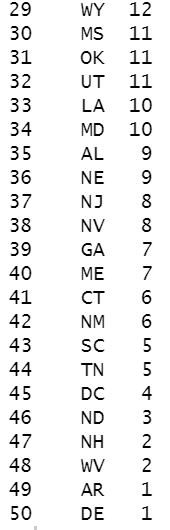 29 WY 12
30 MS 11
31 OK 11
32 UT 11
33 LA 10
34 MD 10
35 AL 9
36 NE 9
37 NJ 8
38 NV 8
39 GA 7
40 ME 7
41 CT 6
42 NM 6
43 SC 5
44 TN 5
45 DC 4
46 ND 3
47 NH 2
48 WV 2
49 AR 1
50 DE 1